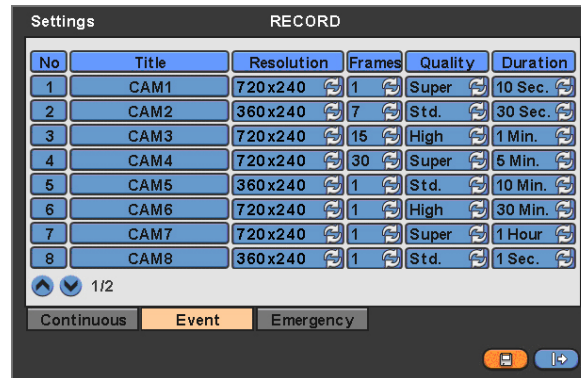 Settings RECORD
No Title Resolution Frames Quality Duration
1 CAM1 720x240 1 Super 10 Sec.
2 CAM2 360x240 7 Std. 30 Sec.
3 CAM3 720x240 15 High 1 Min.
4 CAM4 720x240 30 Super 5 Min.
5 CAM5 360x240 1 Std. 10 Min.
6 CAM6 720x240 1 High 30 Min.
7 CAM7 720x240 1 Super 1 Hour
8 CAM8 360x240 1 Std. 1 Sec.
1/2
Continuous Event Emergency